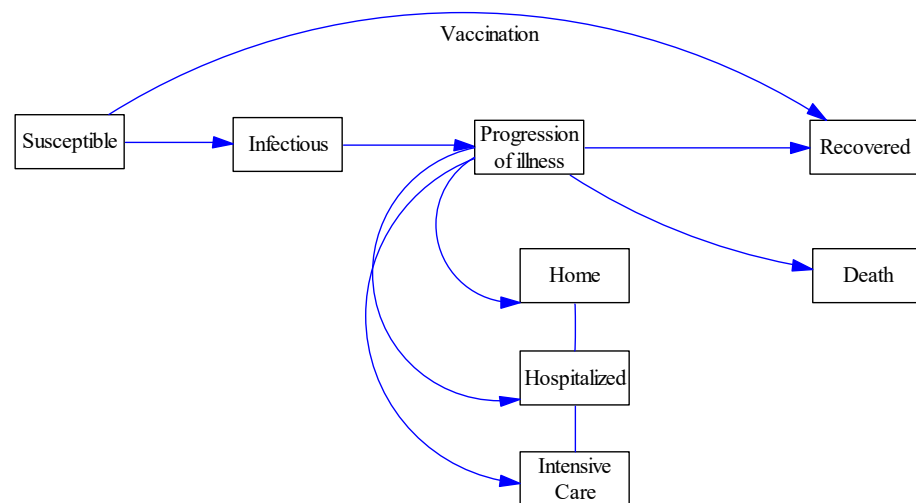 Vaccination
Susceptible
Infectious
Progression
of illness
Recovered
Home
Death
Hospitalized
Intensive
Care